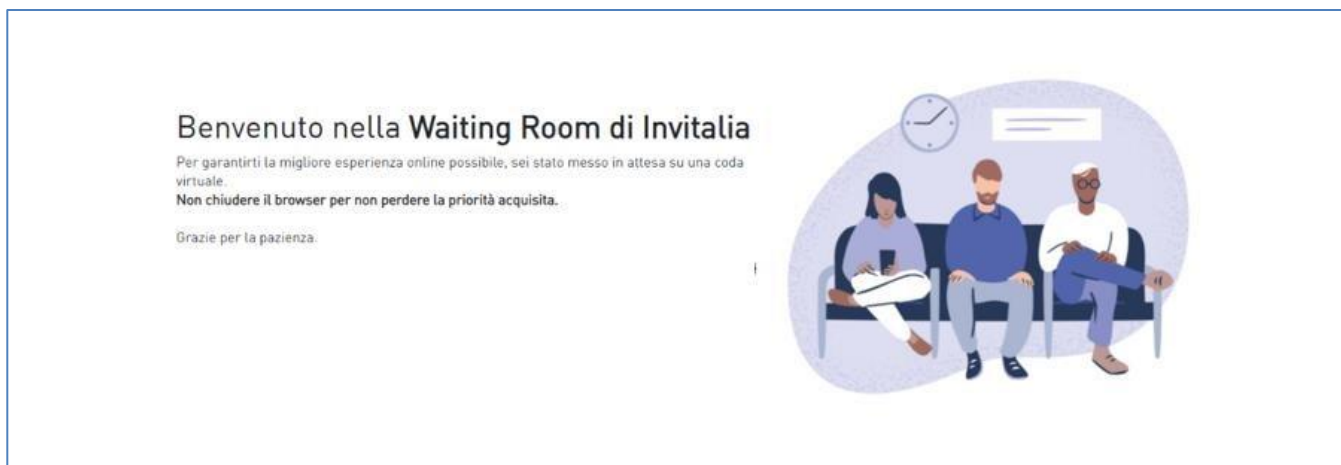 Benvenuto nella Waiting Room di Invitalia
Per garantirti la migliore esperienza online possibile, sei stato messo in attesa su una coda
virtuale.
Non chiudere il browser per non perdere la priorità acquisita.
Grazie per la pazienza.